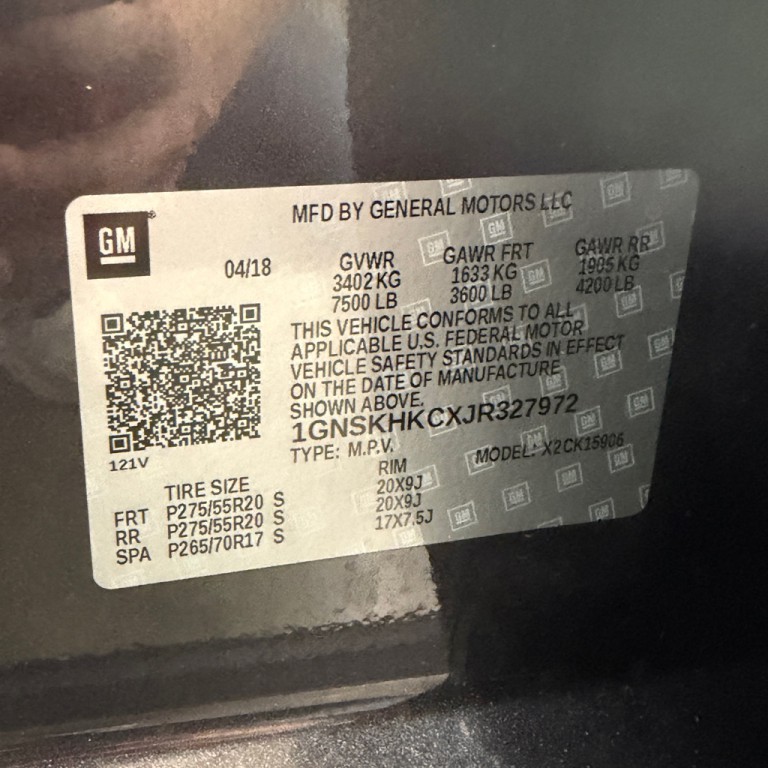 GM
MFD BY GENERAL MOTORS LLC
04/18
GVWR GAWR FRT GAWR RR
3402 KG 1633 KG 1905 KG
7500 LB 3600 LB 4200 LB
THIS VEHICLE CONFORMS TO ALL
APPLICABLE U.S. FEDERAL MOTOR
VEHICLE SAFETY STANDARDS IN EFFECT
ON THE DATE OF MANUFACTURE
SHOWN ABOVE.
1GNSKHKCXJR327972
TYPE: M.P.V. MODEL: X2CK15906
121V
TIRE SIZE RIM
FRT P275/55R20 S 20X9J
RR P275/55R20 S 20X9J
SPA P265/70R17 S 17X7.5J